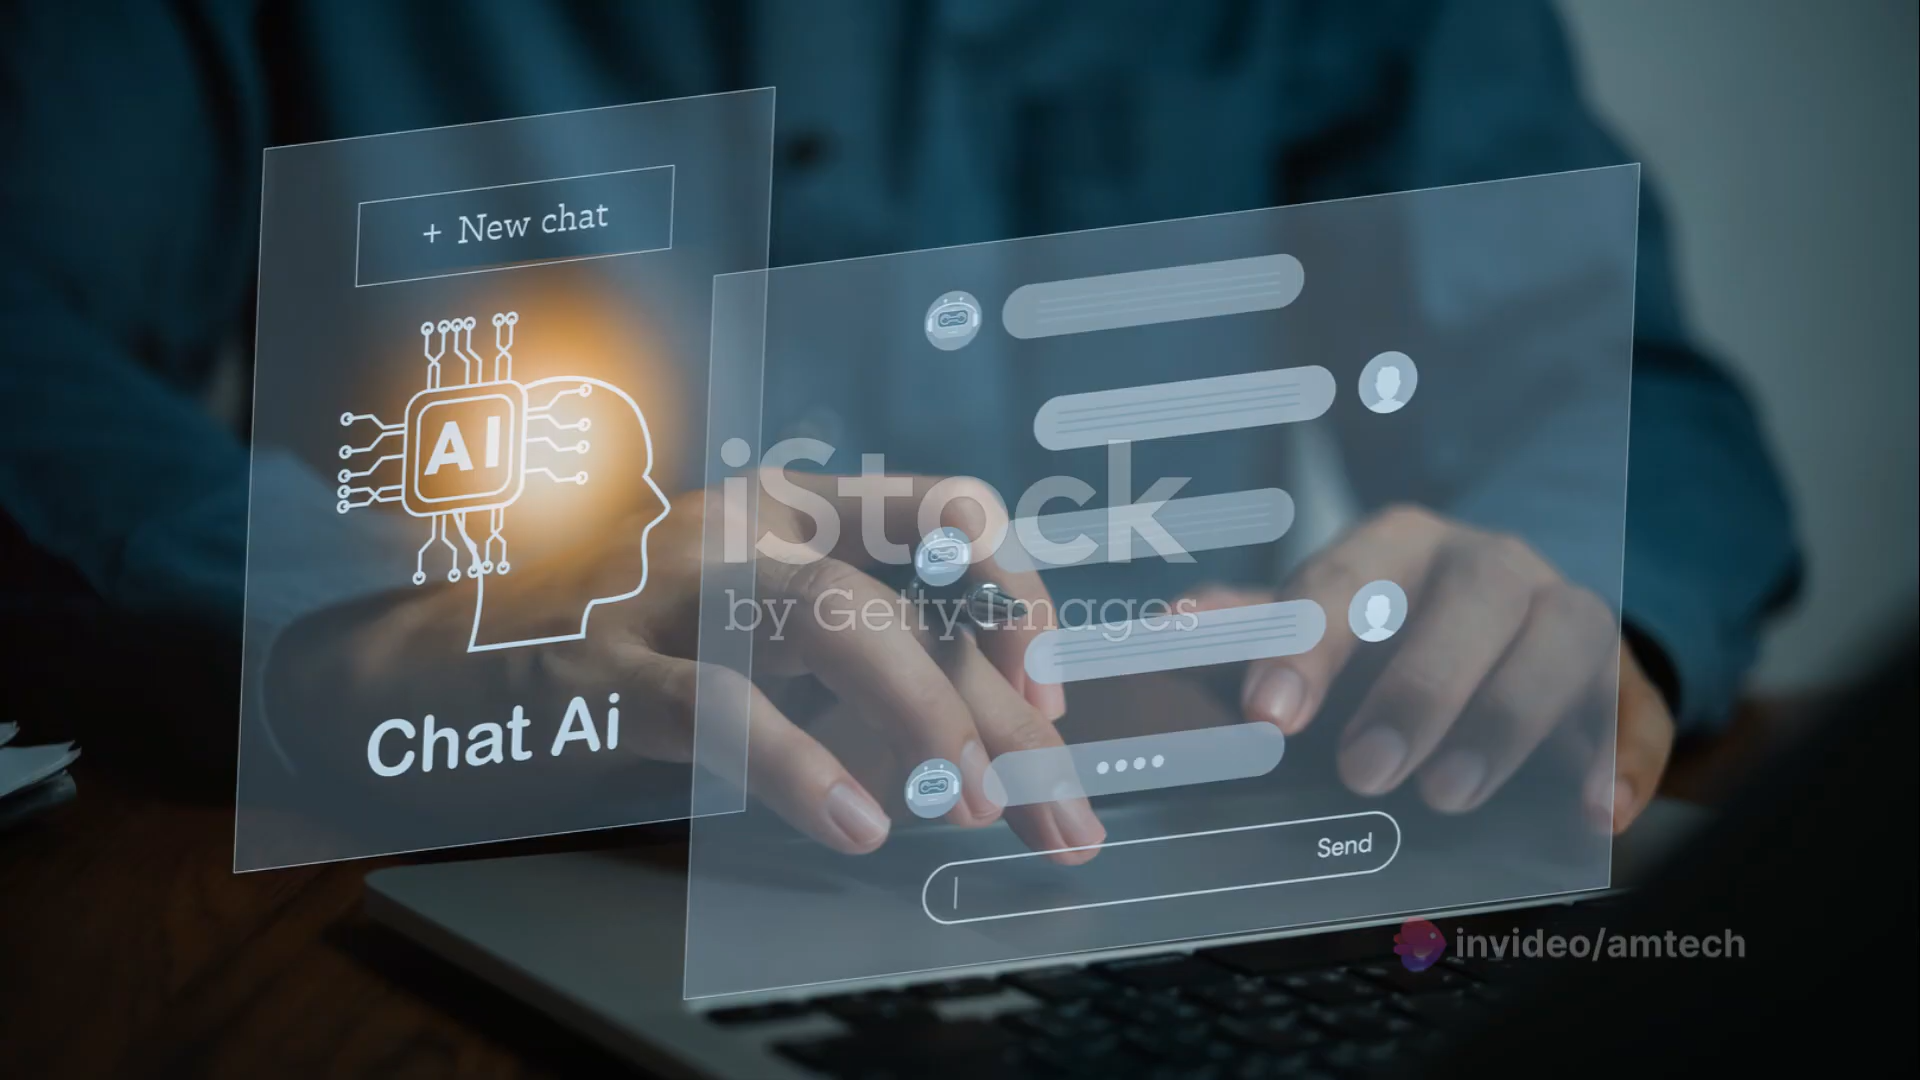 + New chat
AI
Chat Ai
iStock
by Getty Images
Send
invideo/amtech